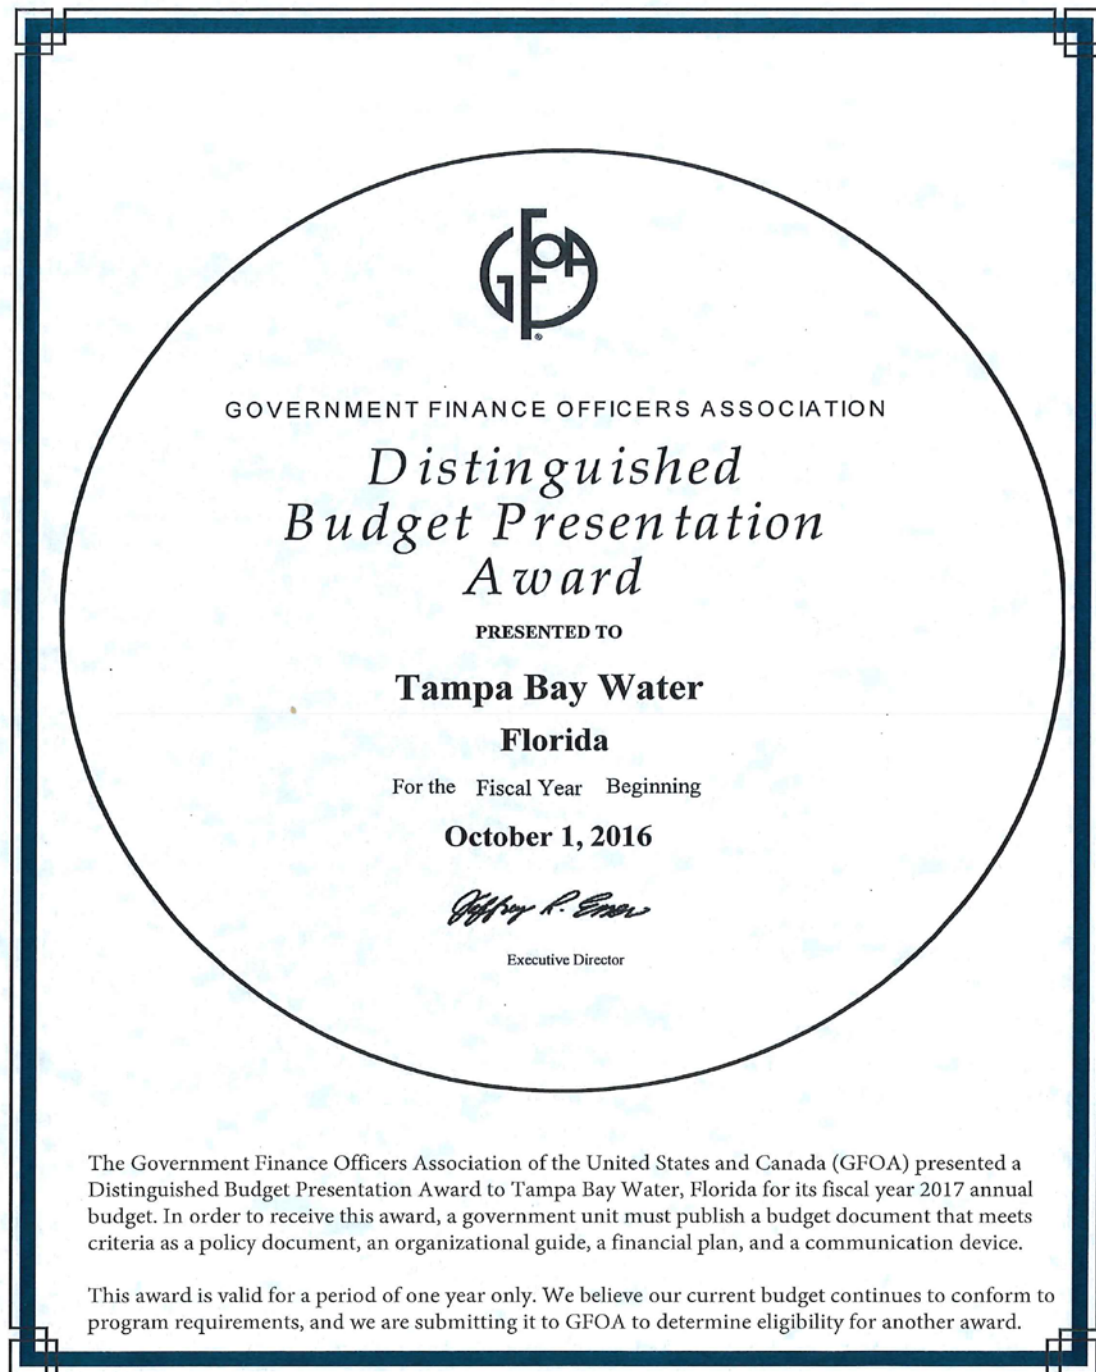 GFOA
GOVERNMENT FINANCE OFFICERS ASSOCIATION
Distinguished
Budget Presentation
Award
PRESENTED TO
Tampa Bay Water
Florida
For the Fiscal Year Beginning
October 1, 2016
Jeffrey R. Ener
Executive Director
The Government Finance Officers Association of the United States and Canada (GFOA) presented a
Distinguished Budget Presentation Award to Tampa Bay Water, Florida for its fiscal year 2017 annual
budget. In order to receive this award, a government unit must publish a budget document that meets
criteria as a policy document, an organizational guide, a financial plan, and a communication device.
This award is valid for a period of one year only. We believe our current budget continues to conform to
program requirements, and we are submitting it to GFOA to determine eligibility for another award.